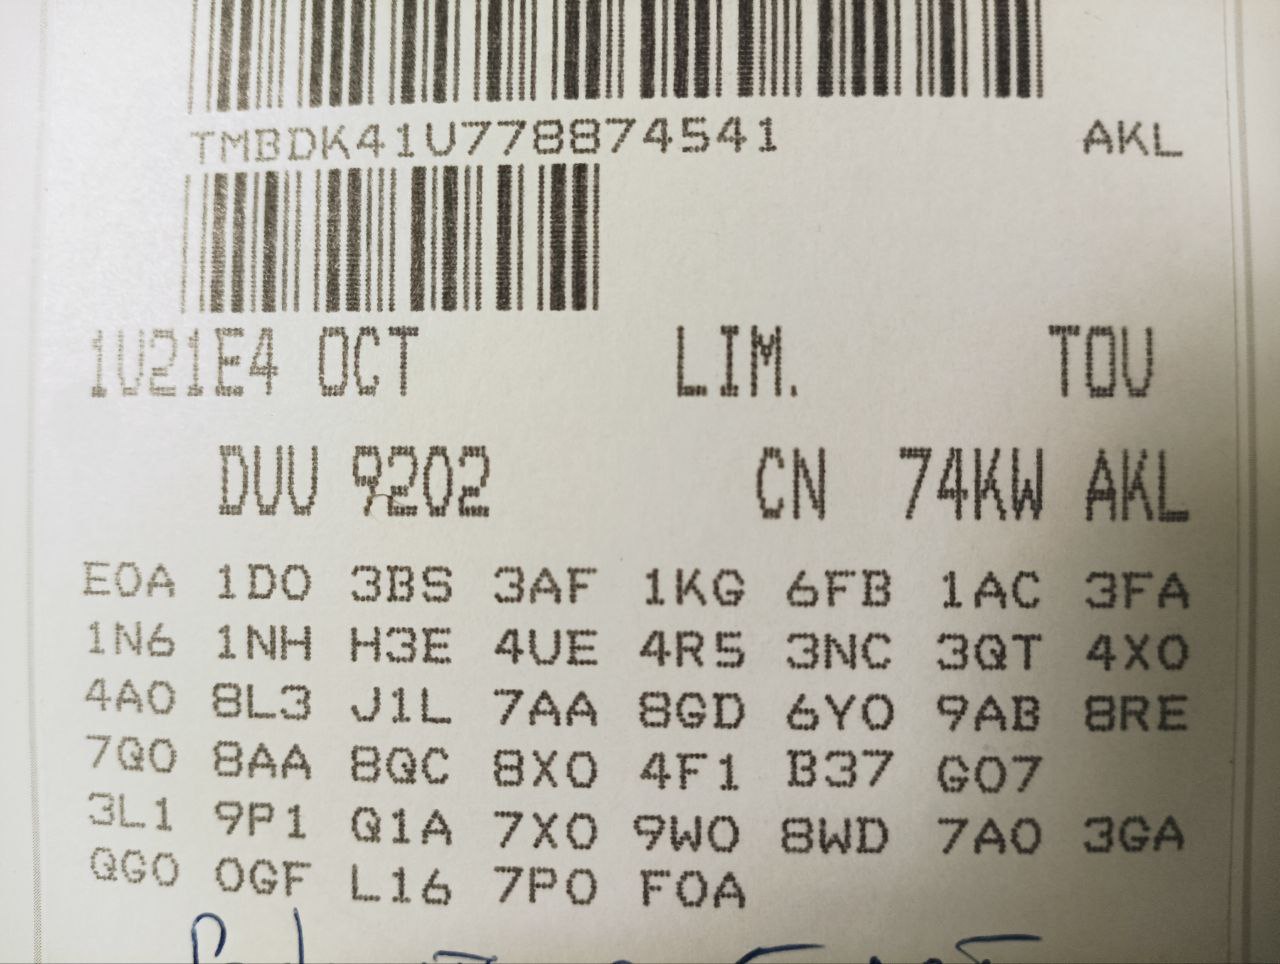 TMBDK41U778874541 AKL
1U21E4 OCT LIM. TOV
DUU 9202 CN 74KW AKL
E0A 1D0 3BS 3AF 1KG 6FB 1AC 3FA
1N6 1NH H3E 4UE 4R5 3NC 3QT 4X0
4A0 8L3 J1L 7AA 8GD 6Y0 9AB 8RE
7Q0 8AA 8QC 8X0 4F1 B37 G07
3L1 9P1 Q1A 7X0 9W0 8WD 7A0 3GA
QG0 0GF L16 7P0 F0A